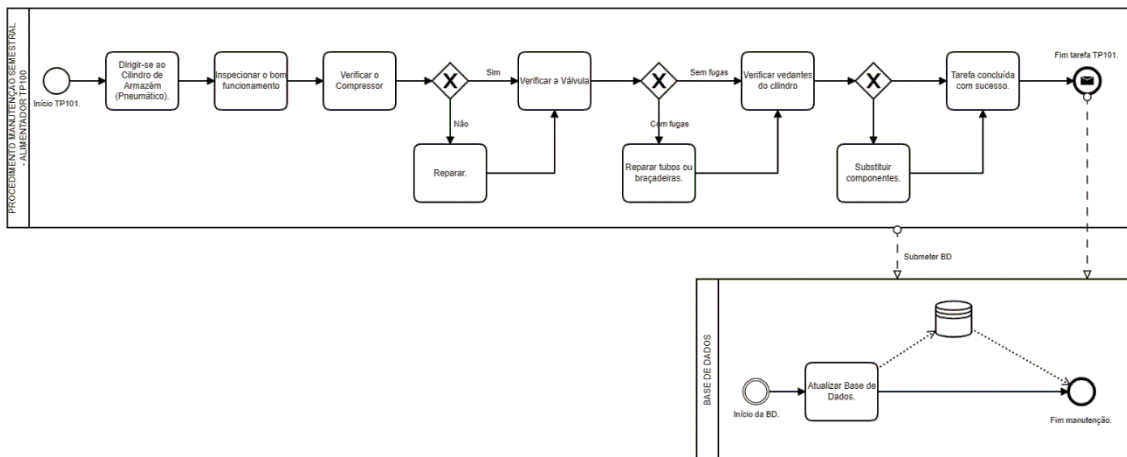 PROCEDIMENTO MANUTENÇÃO SEMESTRAL
- ALIMENTADOR TP100
Início TP101.
Dirigir-se ao
Cilindro de
Armazém
(Pneumático).
Inspecionar o bom
funcionamento
Verificar o
Compressor
Sim
Não
Reparar.
Verificar a Válvula
Sem fugas
Com fugas
Reparar tubos ou
braçadeiras.
Verificar vedantes
do cilindro
Substituir
componentes.
Tarefa concluída
com sucesso.
Fim tarefa TP101.
Submeter BD
BASE DE DADOS
Início da BD.
Atualizar Base de
Dados.
Fim manutenção.